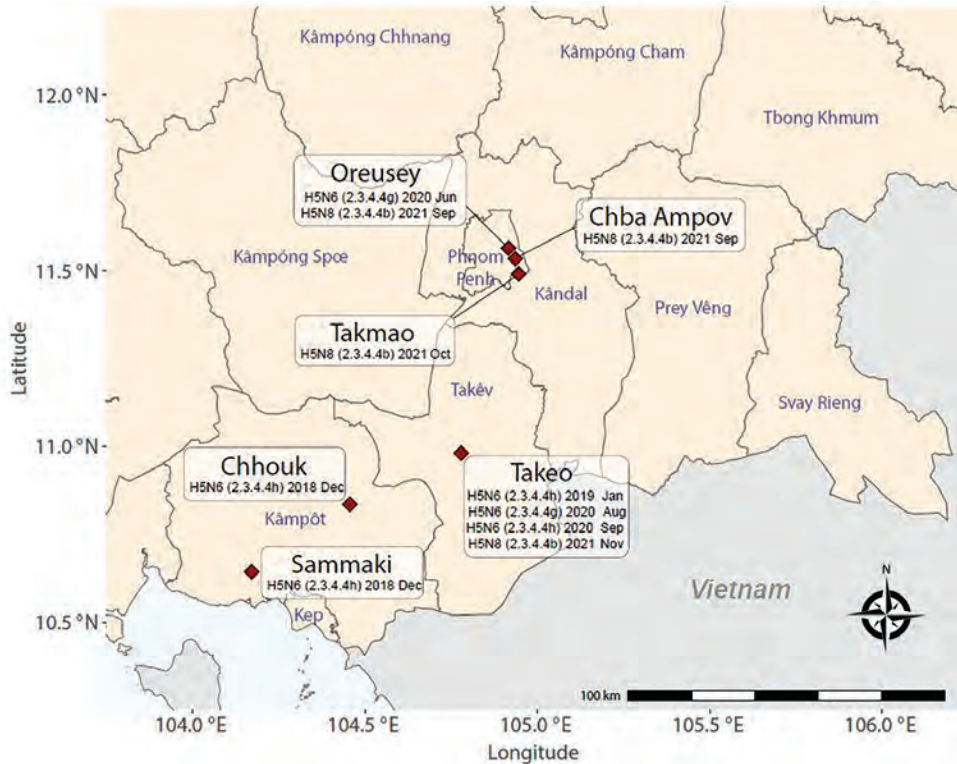 Kâmpóng Chhnang
Kâmpóng Cham
12.0 °N
Tbong Khmum
Oreusey
H5N6 (2.3.4.4g) 2020 Jun
H5N8 (2.3.4.4b) 2021 Sep
Chba Ampov
H5N8 (2.3.4.4b) 2021 Sep
Kâmpóng Spœ
Phnom
Penh
11.5 °N
Kândal
Prey Vêng
Takmao
H5N8 (2.3.4.4b) 2021 Oct
Latitude
Takêv
Svay Rieng
11.0 °N
Chhouk
H5N6 (2.3.4.4h) 2018 Dec
Takeo
H5N6 (2.3.4.4h) 2019 Jan
H5N6 (2.3.4.4g) 2020 Aug
H5N6 (2.3.4.4h) 2020 Sep
H5N8 (2.3.4.4b) 2021 Nov
Kâmpôt
Sammaki
H5N6 (2.3.4.4h) 2018 Dec
N
Vietnam
Kep
10.5 °N
100 km
104.0 °E 104.5 °E 105.0 °E 105.5 °E 106.0 °E
Longitude